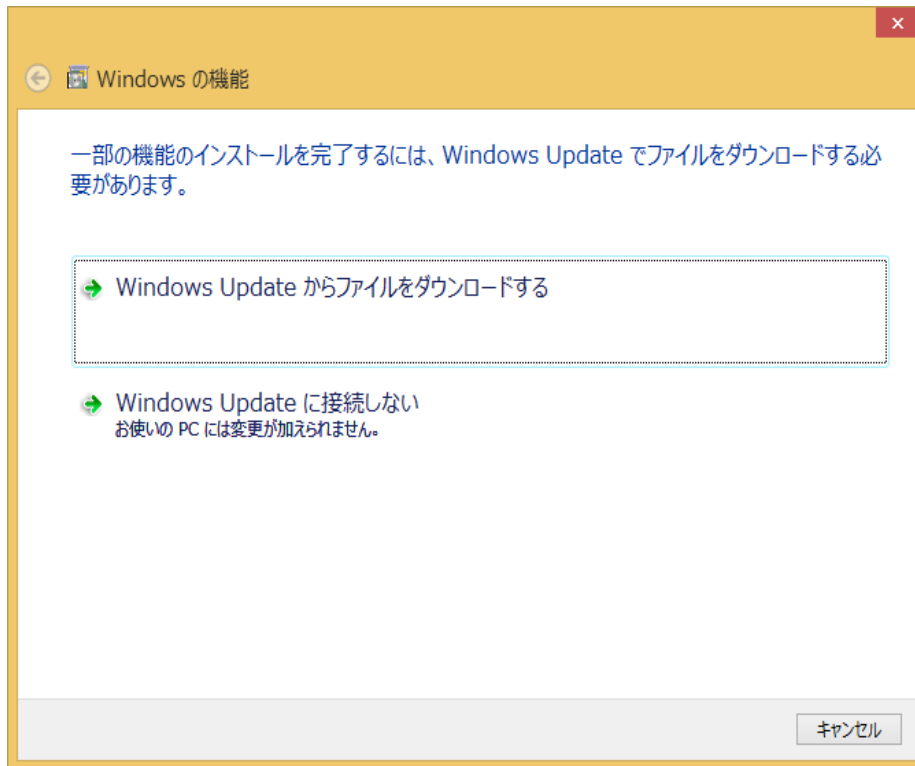 Windows の機能
一部の機能のインストールを完了するには、Windows Update でファイルをダウンロードする必
要があります。
Windows Update からファイルをダウンロードする
Windows Update に接続しない
お使いの PC には変更が加えられません。
キャンセル